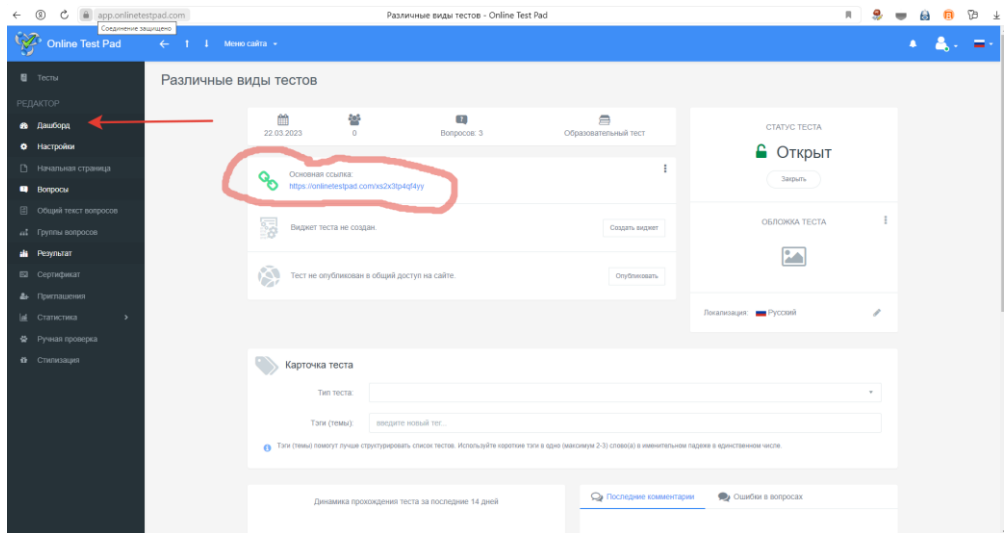 app.onlinetestpad.com
Различные виды тестов - Online Test Pad
Соединение защищено
Online Test Pad
Меню сайта
Тесты
РЕДАКТОР
Дашборд
Настройки
Начальная страница
Вопросы
Общий текст вопросов
Группы вопросов
Результат
Сертификат
Приглашения
Статистика
Ручная проверка
Стилизация
Различные виды тестов
22.03.2023
0
Вопросов: 3
Образовательный тест
Основная ссылка:
https://onlinetestpad.com/xs2x3tp4qf4yy
Виджет теста не создан.
Создать виджет
Тест не опубликован в общий доступ на сайте.
Опубликовать
СТАТУС ТЕСТА
Открыт
Закрыть
ОБЛОЖКА ТЕСТА
Локализация: Русский
Карточка теста
Тип теста:
Тэги (темы): введите новый тег...
Тэги (темы) помогут лучше структурировать список тестов. Используйте короткие тэги в одно (максимум 2-3) слово(а) в именительном падеже в единственном числе.
Динамика прохождения теста за последние 14 дней
Последние комментарии
Ошибки в вопросах